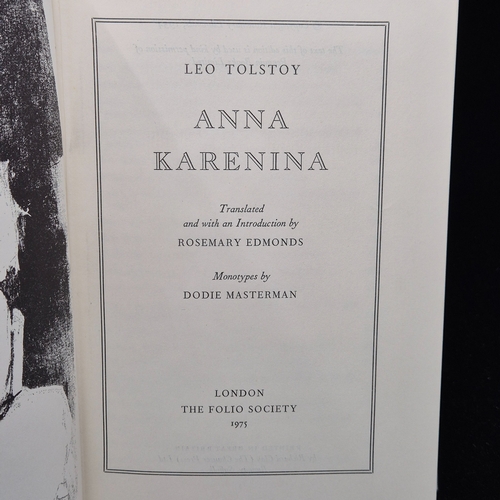 LEO TOLSTOY
ANNA
KARENINA
Translated
and with an Introduction by
ROSEMARY EDMONDS
Monotypes by
DODIE MASTERMAN
LONDON
THE FOLIO SOCIETY
1975